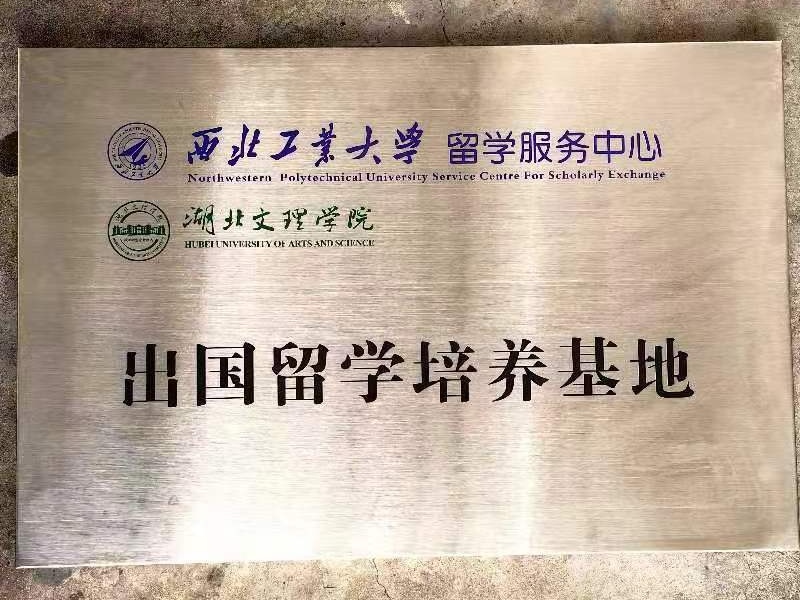 西北工业大学 留学服务中心
Northwestern Polytechnical University Service Centre For Scholarly Exchange
湖北文理学院
HUBEI UNIVERSITY OF ARTS AND SCIENCE
出国留学培养基地